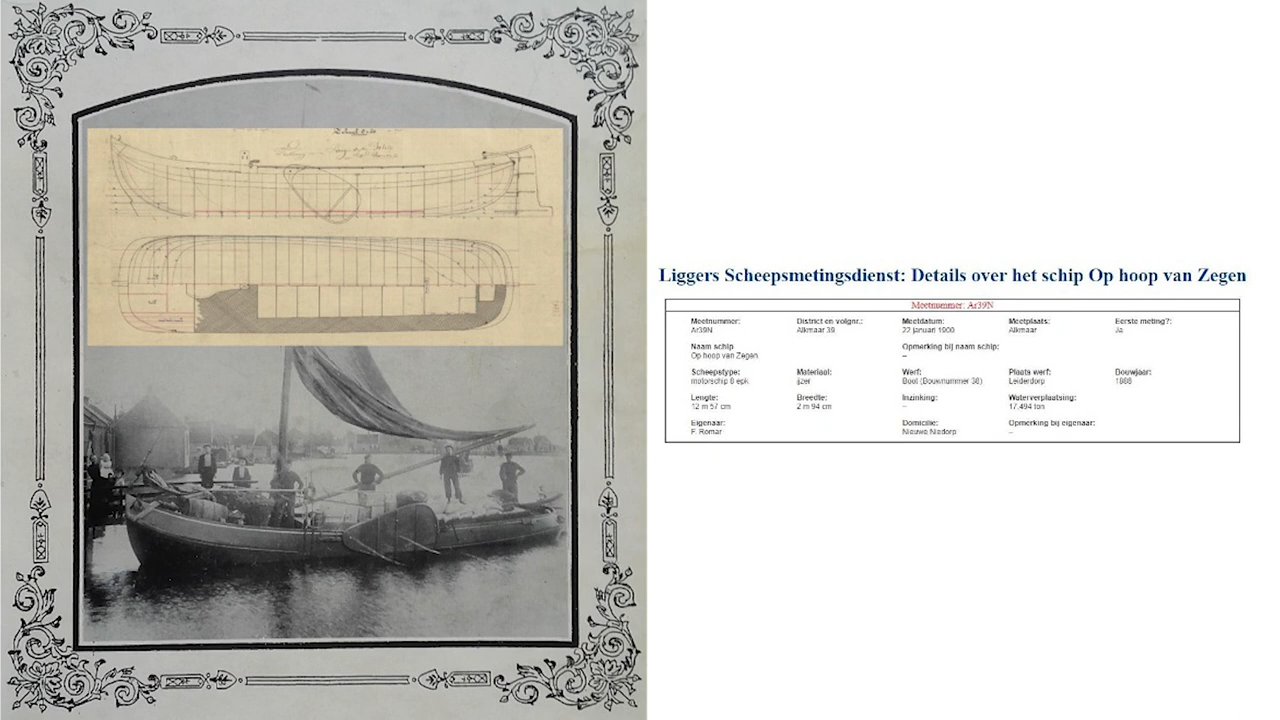 Liggers Scheepsmetingsdienst: Details over het schip Op hoop van Zegen
Meetnummer: Ar39N
Meetnummer: District en volgnr.: Meetdatum: Meetplaats: Eerste meting?:
Ar39N Alkmaar 39 22 januari 1900 Alkmaar Ja
Naam schip Opmerking bij naam schip:
Op hoop van Zegen –
Scheepstype: Materiaal: Werf: Plaats werf: Bouwjaar:
motorschip 8 epk ijzer Boot (Bouwnummer 38) Leiderdorp 1888
Lengte: Breedte: Inzinking: Waterverplaatsing:
12 m 57 cm 2 m 94 cm – 17,494 ton
Eigenaar: Domicilie: Opmerking bij eigenaar:
F. Romar Nieuwe Niedorp –